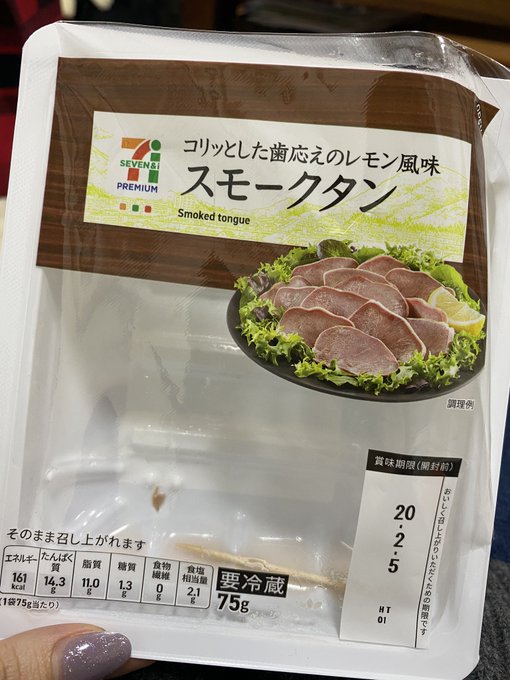 SEVEN&i
PREMIUM
コリッとした歯応えのレモン風味
スモークタン
Smoked tongue
調理例
賞味期限(開封前)
20・2・5
HT
01
おいしく召し上がりいただくための期限です
そのまま召し上がれます
エネルギー 161 kcal
たんぱく質 14.3 g
脂質 11.0 g
糖質 1.3 g
食物繊維 0 g
食塩相当量 2.1 g
(1袋75g当たり)
要冷蔵
75g